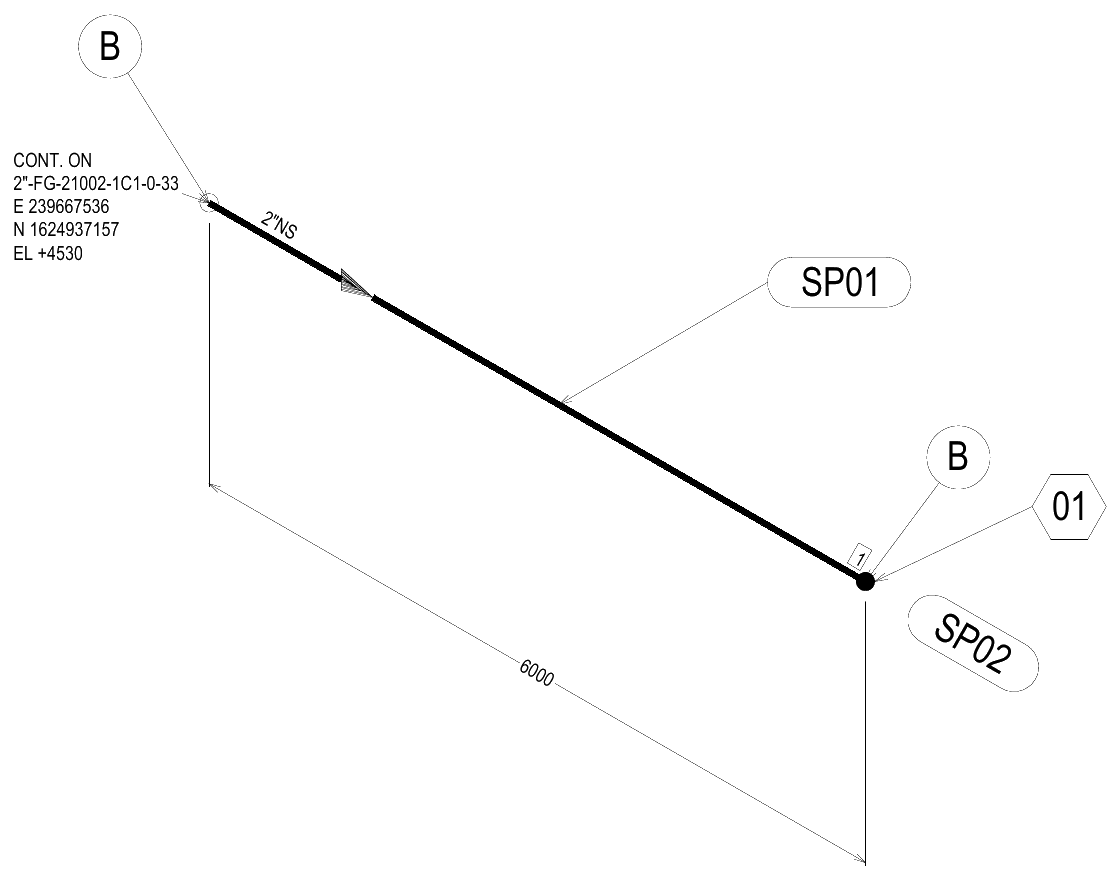 B
CONT. ON
2"-FG-21002-1C1-0-33
E 239667536
N 1624937157
EL +4530
2"NS
SP01
B
01
1
SP02
6000